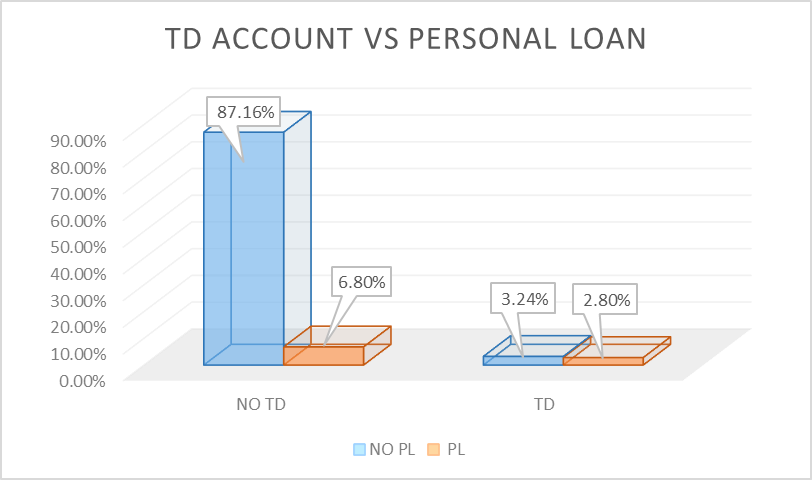 TD ACCOUNT VS PERSONAL LOAN
87.16%
6.80%
3.24%
2.80%
90.00%
80.00%
70.00%
60.00%
50.00%
40.00%
30.00%
20.00%
10.00%
0.00%
NO TD
TD
NO PL
PL